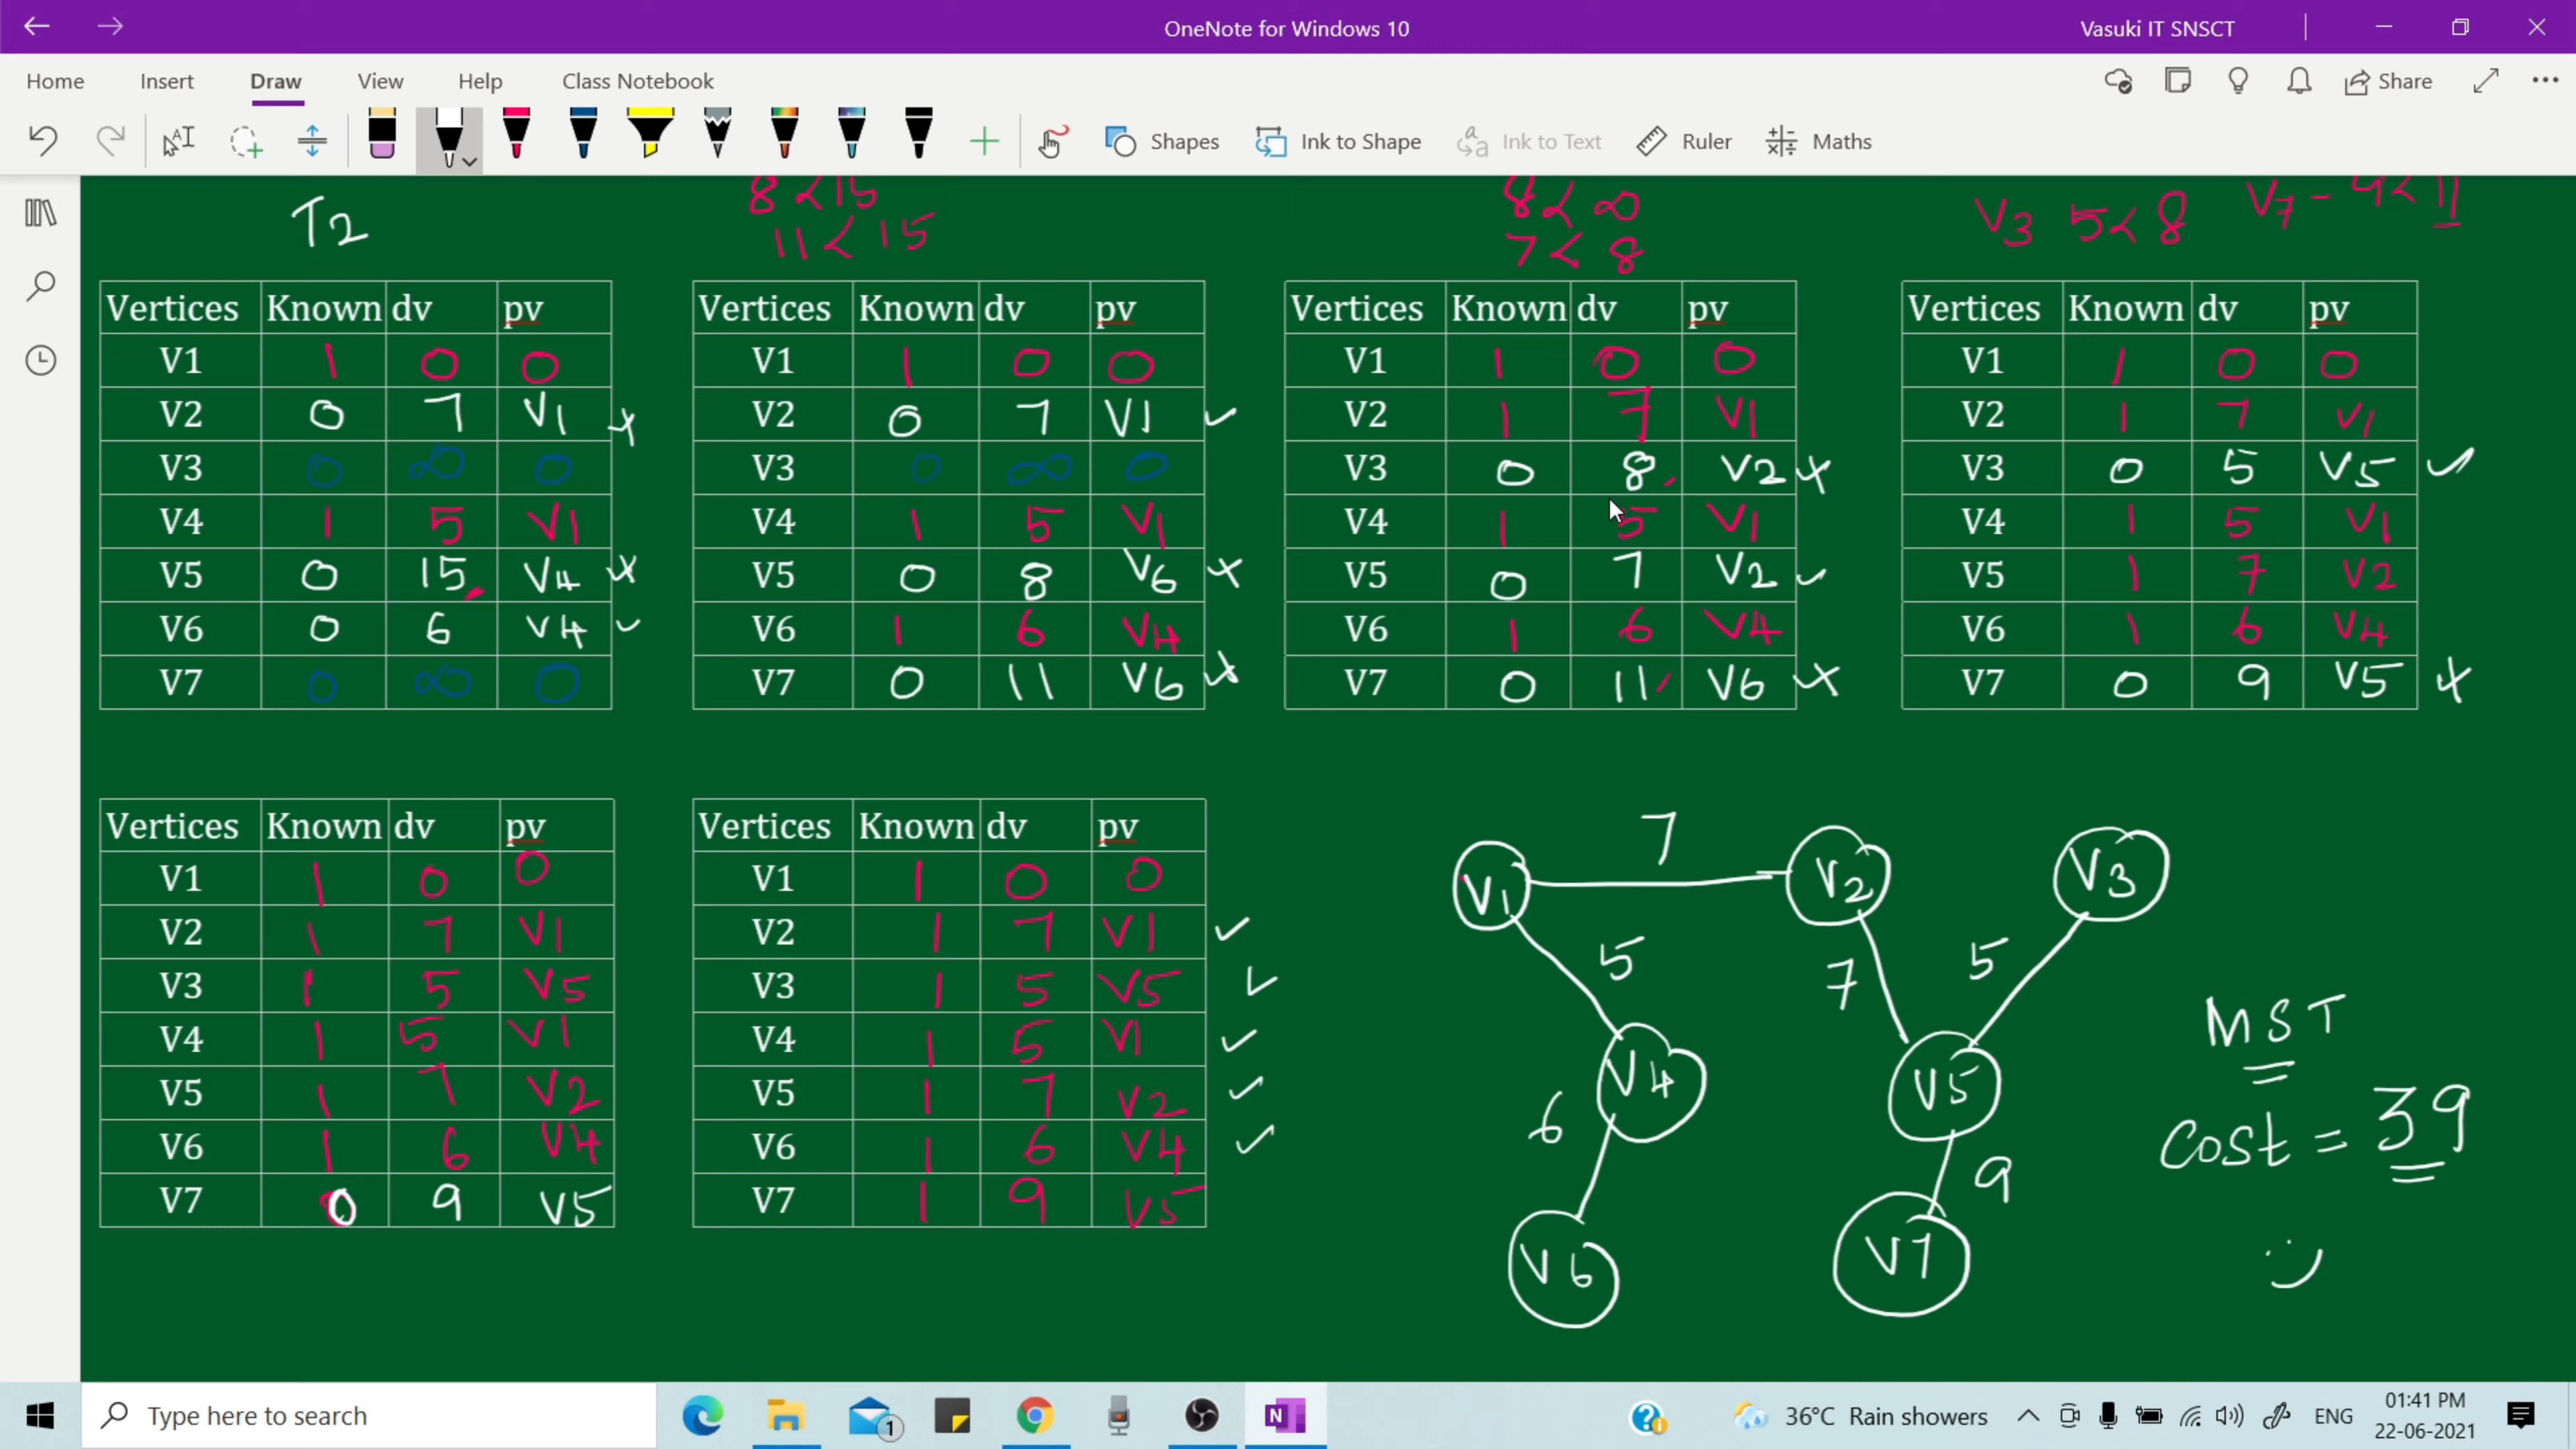 OneNote for Windows 10
Vasuki IT SNSCT
Home Insert Draw View Help Class Notebook
Share
Shapes Ink to Shape Ink to Text Ruler Maths
T2
8 < 15
11 < 15
8 < ∞
7 < 8
V3 5 < 8 V7 - 9 < 11
Vertices Known dv pv
V1 1 0 0
V2 0 7 V1
V3 0 ∞ 0
V4 1 5 V1
V5 0 15 V4
V6 0 6 V4
V7 0 ∞ 0
Vertices Known dv pv
V1 1 0 0
V2 0 7 V1
V3 0 ∞ 0
V4 1 5 V1
V5 0 8 V6
V6 1 6 V4
V7 0 11 V6
Vertices Known dv pv
V1 1 0 0
V2 1 7 V1
V3 0 8 V2
V4 1 5 V1
V5 0 7 V2
V6 1 6 V4
V7 0 11 V6
Vertices Known dv pv
V1 1 0 0
V2 1 7 V1
V3 0 5 V5
V4 1 5 V1
V5 1 7 V2
V6 1 6 V4
V7 0 9 V5
Vertices Known dv pv
V1 1 0 0
V2 1 7 V1
V3 1 5 V5
V4 1 5 V1
V5 1 7 V2
V6 1 6 V4
V7 0 9 V5
Vertices Known dv pv
V1 1 0 0
V2 1 7 V1
V3 1 5 V5
V4 1 5 V1
V5 1 7 V2
V6 1 6 V4
V7 1 9 V5
V1 7 V2 V3
5 7 5
V4 V5
6 9
V6 V7
MST
Cost = 39
Type here to search
1
36°C Rain showers
ENG
01:41 PM
22-06-2021